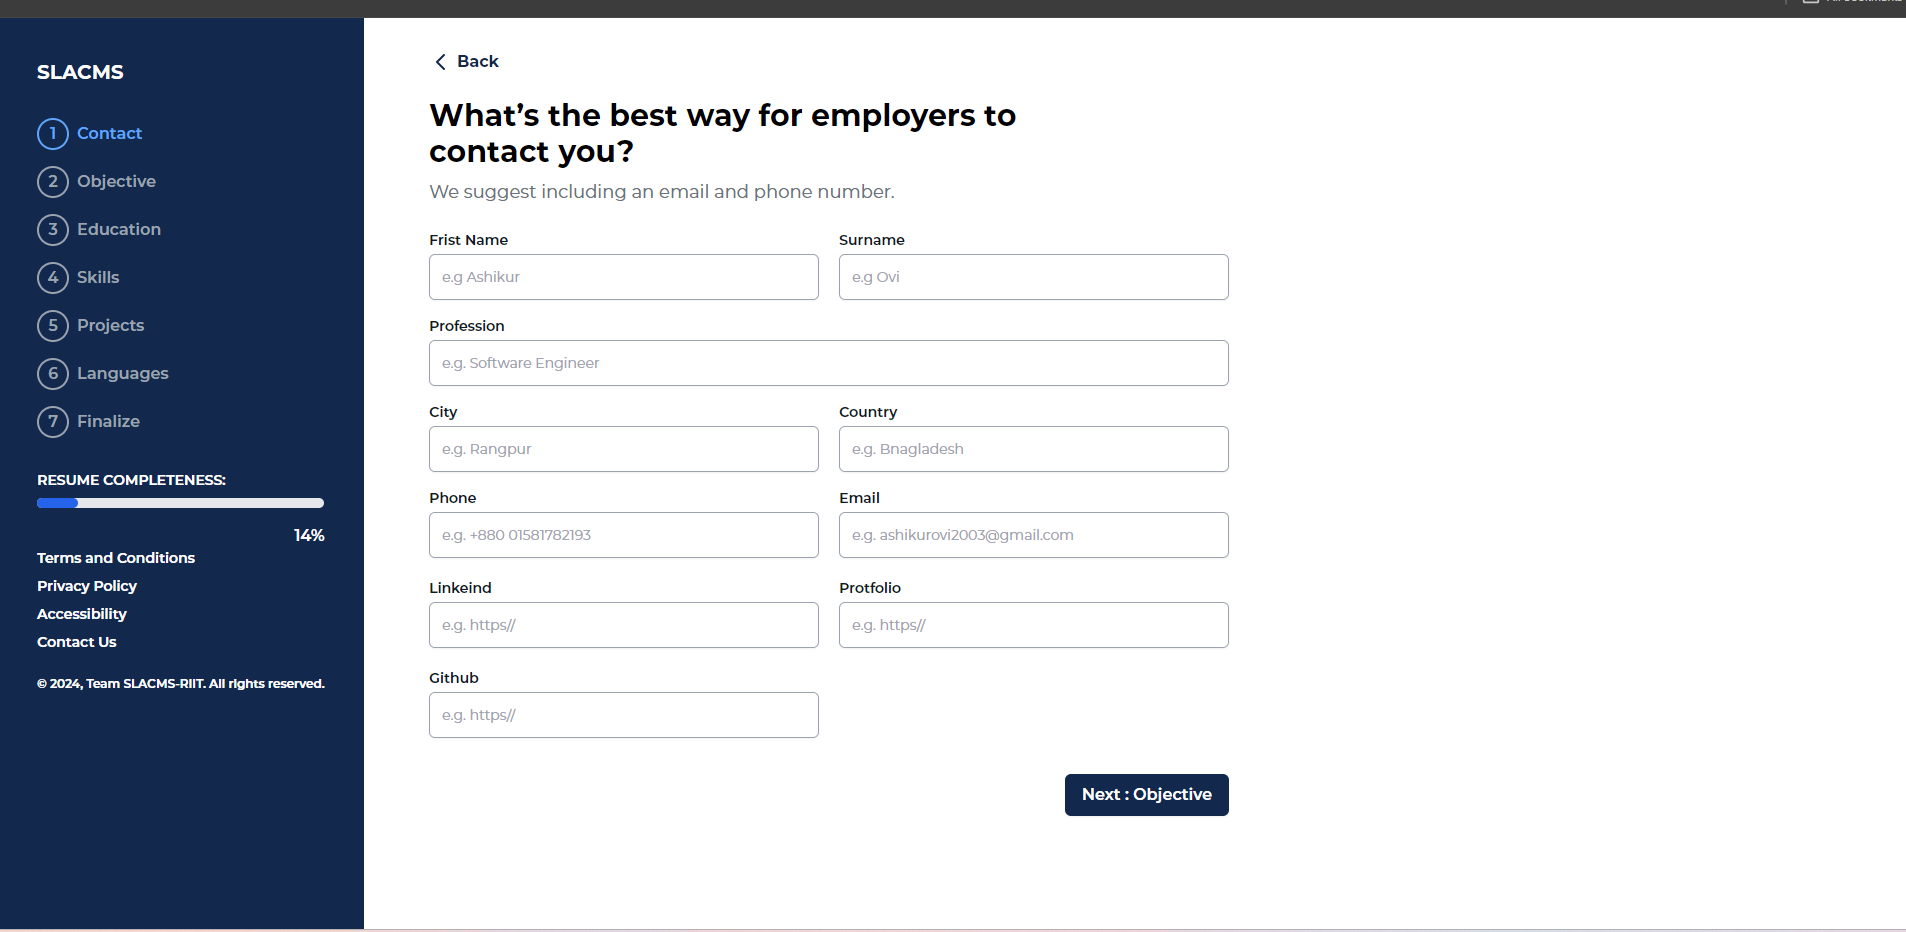 SLACMS
1 Contact
2 Objective
3 Education
4 Skills
5 Projects
6 Languages
7 Finalize
RESUME COMPLETENESS:
14%
Terms and Conditions
Privacy Policy
Accessibility
Contact Us
© 2024, Team SLACMS-RIIT. All rights reserved.
Back
What’s the best way for employers to
contact you?
We suggest including an email and phone number.
Frist Name
e.g Ashikur
Surname
e.g Ovi
Profession
e.g. Software Engineer
City
e.g. Rangpur
Country
e.g. Bnagladesh
Phone
e.g. +880 01581782193
Email
e.g. ashikurovi2003@gmail.com
Linkeind
e.g. https//
Protfolio
e.g. https//
Github
e.g. https//
Next : Objective